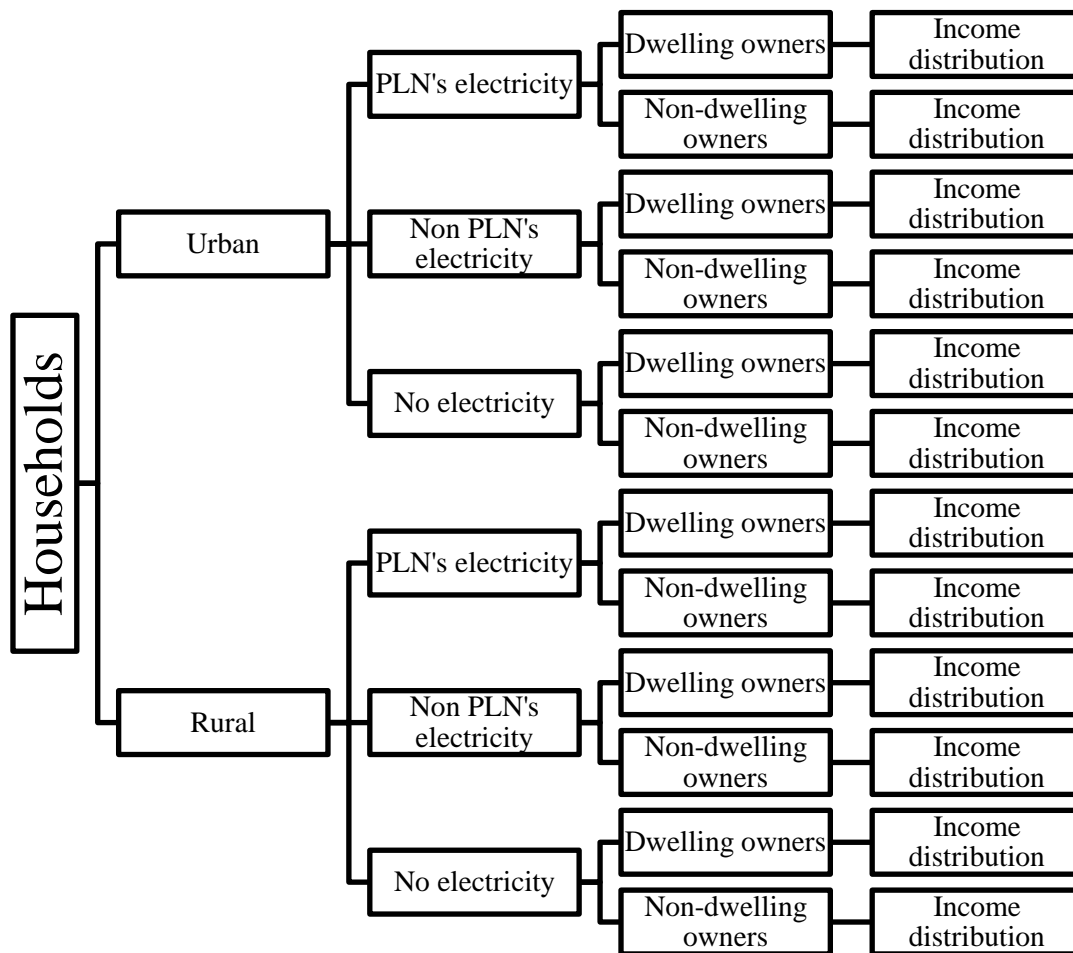 Households
Urban
PLN's electricity
Dwelling owners
Income
distribution
Non-dwelling
owners
Income
distribution
Non PLN's
electricity
Dwelling owners
Income
distribution
Non-dwelling
owners
Income
distribution
No electricity
Dwelling owners
Income
distribution
Non-dwelling
owners
Income
distribution
Rural
PLN's electricity
Dwelling owners
Income
distribution
Non-dwelling
owners
Income
distribution
Non PLN's
electricity
Dwelling owners
Income
distribution
Non-dwelling
owners
Income
distribution
No electricity
Dwelling owners
Income
distribution
Non-dwelling
owners
Income
distribution